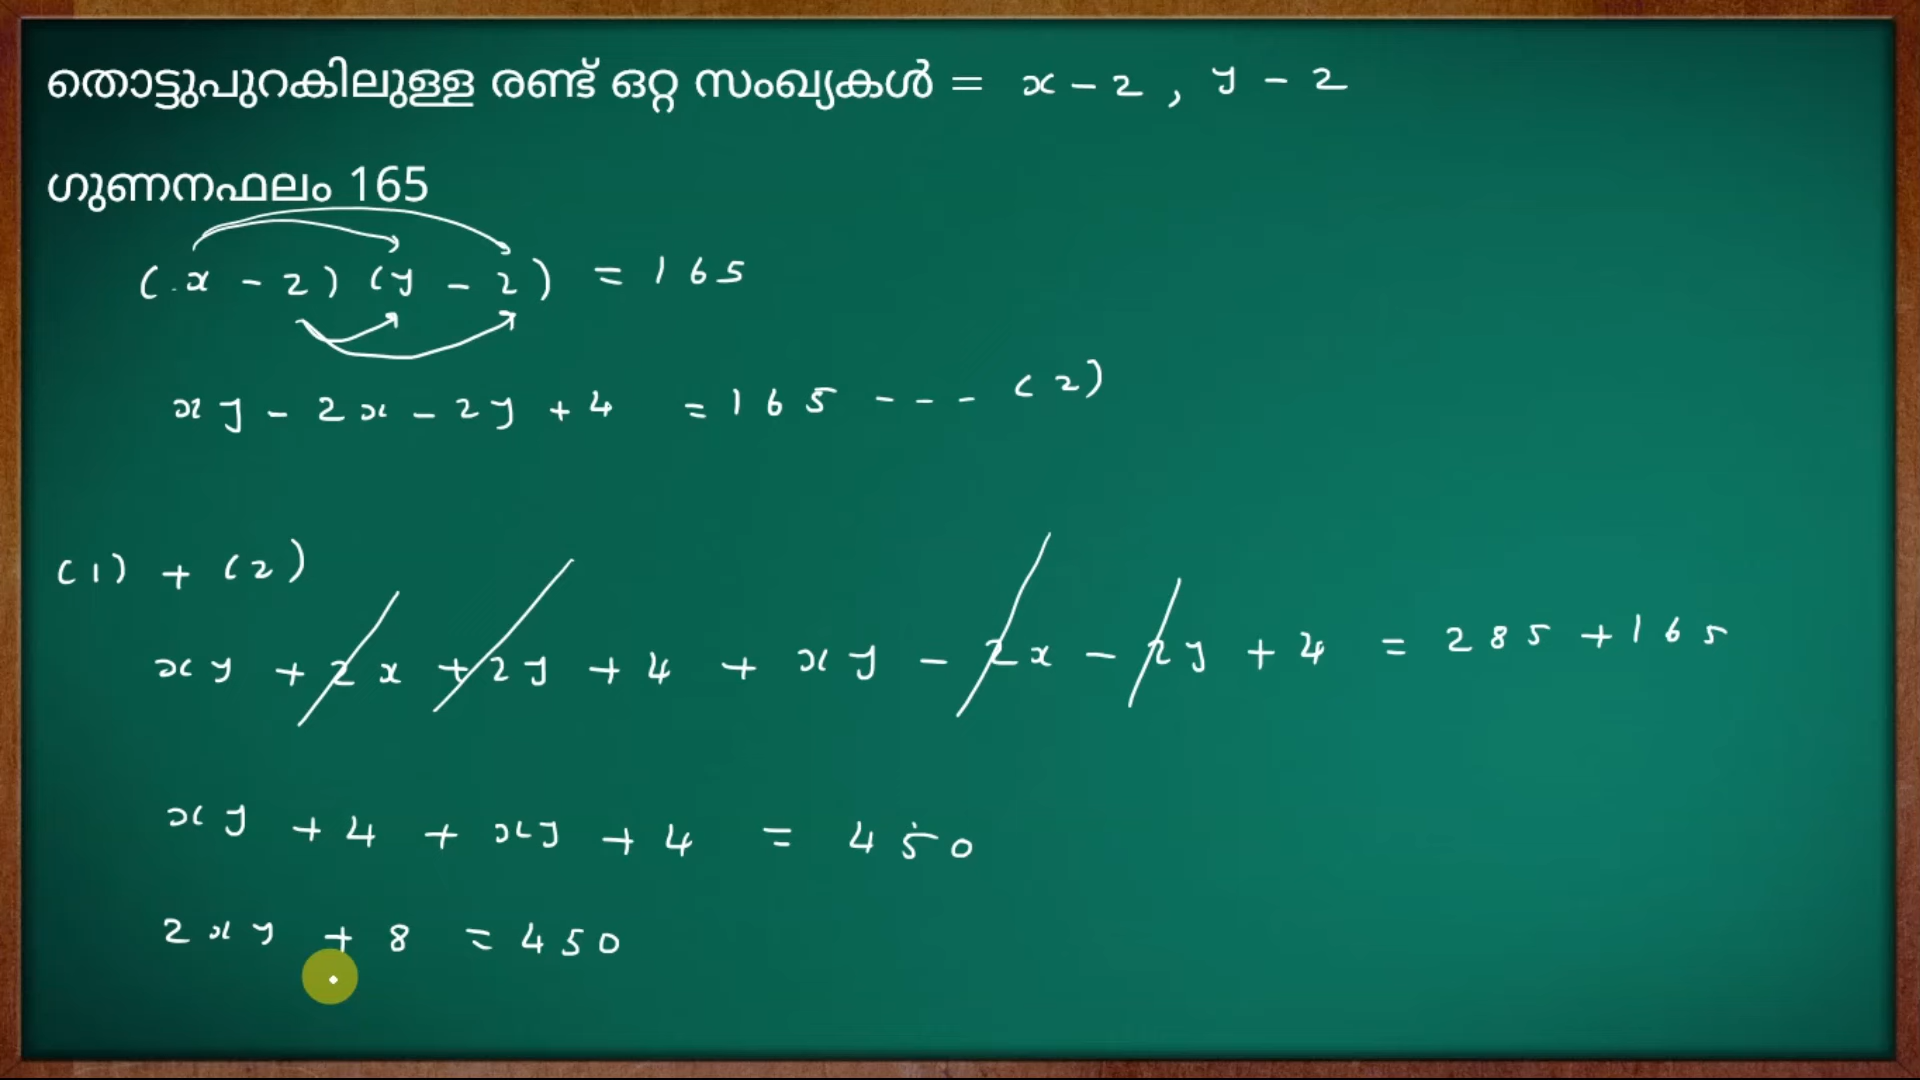 തൊട്ടുപുറകിലുള്ള രണ്ട് ഒറ്റ സംഖ്യകൾ = x - 2 , y - 2
ഗുണനഫലം 165
(x - 2) (y - 2) = 165
xy - 2x - 2y + 4 = 165 - - - (2)
(1) + (2)
xy + 2x + 2y + 4 + xy - 2x - 2y + 4 = 285 + 165
xy + 4 + xy + 4 = 450
2xy + 8 = 450